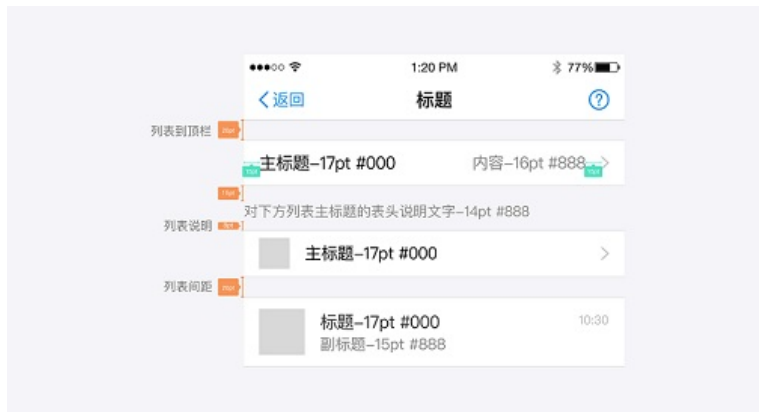 1:20 PM 77%
返回 标题
列表到顶栏
主标题-17pt #000 内容-16pt #888
对下方列表主标题的表头说明文字-14pt #888
列表说明
主标题-17pt #000
列表间距
标题-17pt #000 10:30
副标题-15pt #888